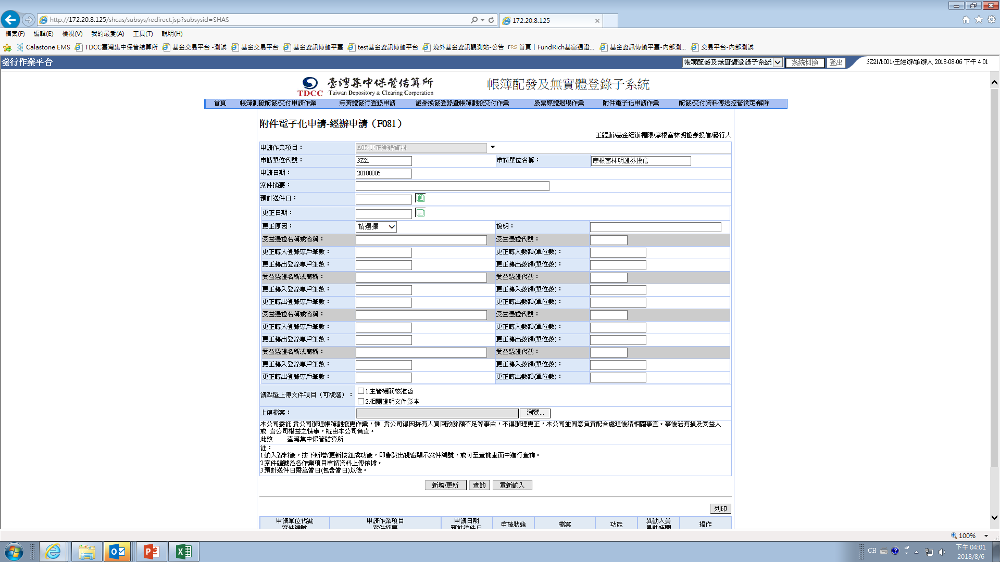 http://172.20.8.125/shcas/subsys/redirect.jsp?subsysid=SHAS
172.20.8.125
檔案(F) 編輯(E) 檢視(V) 我的最愛(A) 工具(T) 說明(H)
Calastone EMS TDCC臺灣集中保管結算所 基金交易平台 -測試 基金交易平台 基金資訊傳輸平臺 test基金資訊傳輸平台 境外基金資訊觀測站-公告 FRS 首頁 | FundRich基富通證... 基金資訊傳輸平臺-內部測... 交易平台-內部測試
發行作業平台 帳簿配發及無實體登錄子系統 系統切換 登出 3Z21/b001/王經辦/承辦人 2018-08-06 下午 4:01
TDCC 臺灣集中保管結算所 Taiwan Depository & Clearing Corporation 帳簿配發及無實體登錄子系統
首頁 帳簿劃撥配發/交付申請作業 無實體發行登錄申請 證券換發登錄暨帳簿劃撥交付作業 股票媒體退場作業 附件電子化申請作業 配發/交付資料傳送控管設定/解除
附件電子化申請-經辦申請（F081）
王經辦/基金經辦權限/摩根富林明證券投信/發行人
申請作業項目： A05:更正登錄資料
申請單位代號： 3Z21 申請單位名稱： 摩根富林明證券投信
申請日期： 20180806
案件摘要：
預計送件日：
更正日期：
更正原因： 請選擇 說明：
受益憑證名稱或簡稱： 受益憑證代號：
更正轉入登錄專戶筆數： 更正轉入數額(單位數)：
更正轉出登錄專戶筆數： 更正轉出數額(單位數)：
受益憑證名稱或簡稱： 受益憑證代號：
更正轉入登錄專戶筆數： 更正轉入數額(單位數)：
更正轉出登錄專戶筆數： 更正轉出數額(單位數)：
受益憑證名稱或簡稱： 受益憑證代號：
更正轉入登錄專戶筆數： 更正轉入數額(單位數)：
更正轉出登錄專戶筆數： 更正轉出數額(單位數)：
受益憑證名稱或簡稱： 受益憑證代號：
更正轉入登錄專戶筆數： 更正轉入數額(單位數)：
更正轉出登錄專戶筆數： 更正轉出數額(單位數)：
請點選上傳文件項目（可複選）： 1.主管機關核准函
2.相關證明文件影本
上傳檔案： 瀏覽...
本公司委託 貴公司辦理帳簿劃撥更作業，惟 貴公司得因持有人買回致餘額不足等事由，不得辦理更正，本公司並同意負責配合處理後續相關事宜。事後若有損及受益人
或 貴公司權益之情事，概由本公司負責。
此致 臺灣集中保管結算所
註：
1.輸入資料後，按下新增/更新按鈕成功後，即會跳出視窗顯示案件編號，或可至查詢畫面中進行查詢。
2.案件編號為各作業項目申請資料上傳依據。
3.預計送件日需為當日(包含當日)以後。
新增/更新 查詢 重新輸入
列印
申請單位代號 申請作業項目 申請日期 申請狀態 檔案 功能 異動人員 操作
案件編號 案件摘要 預計送件日 異動時間
100%
CH 下午 04:01
2018/8/6